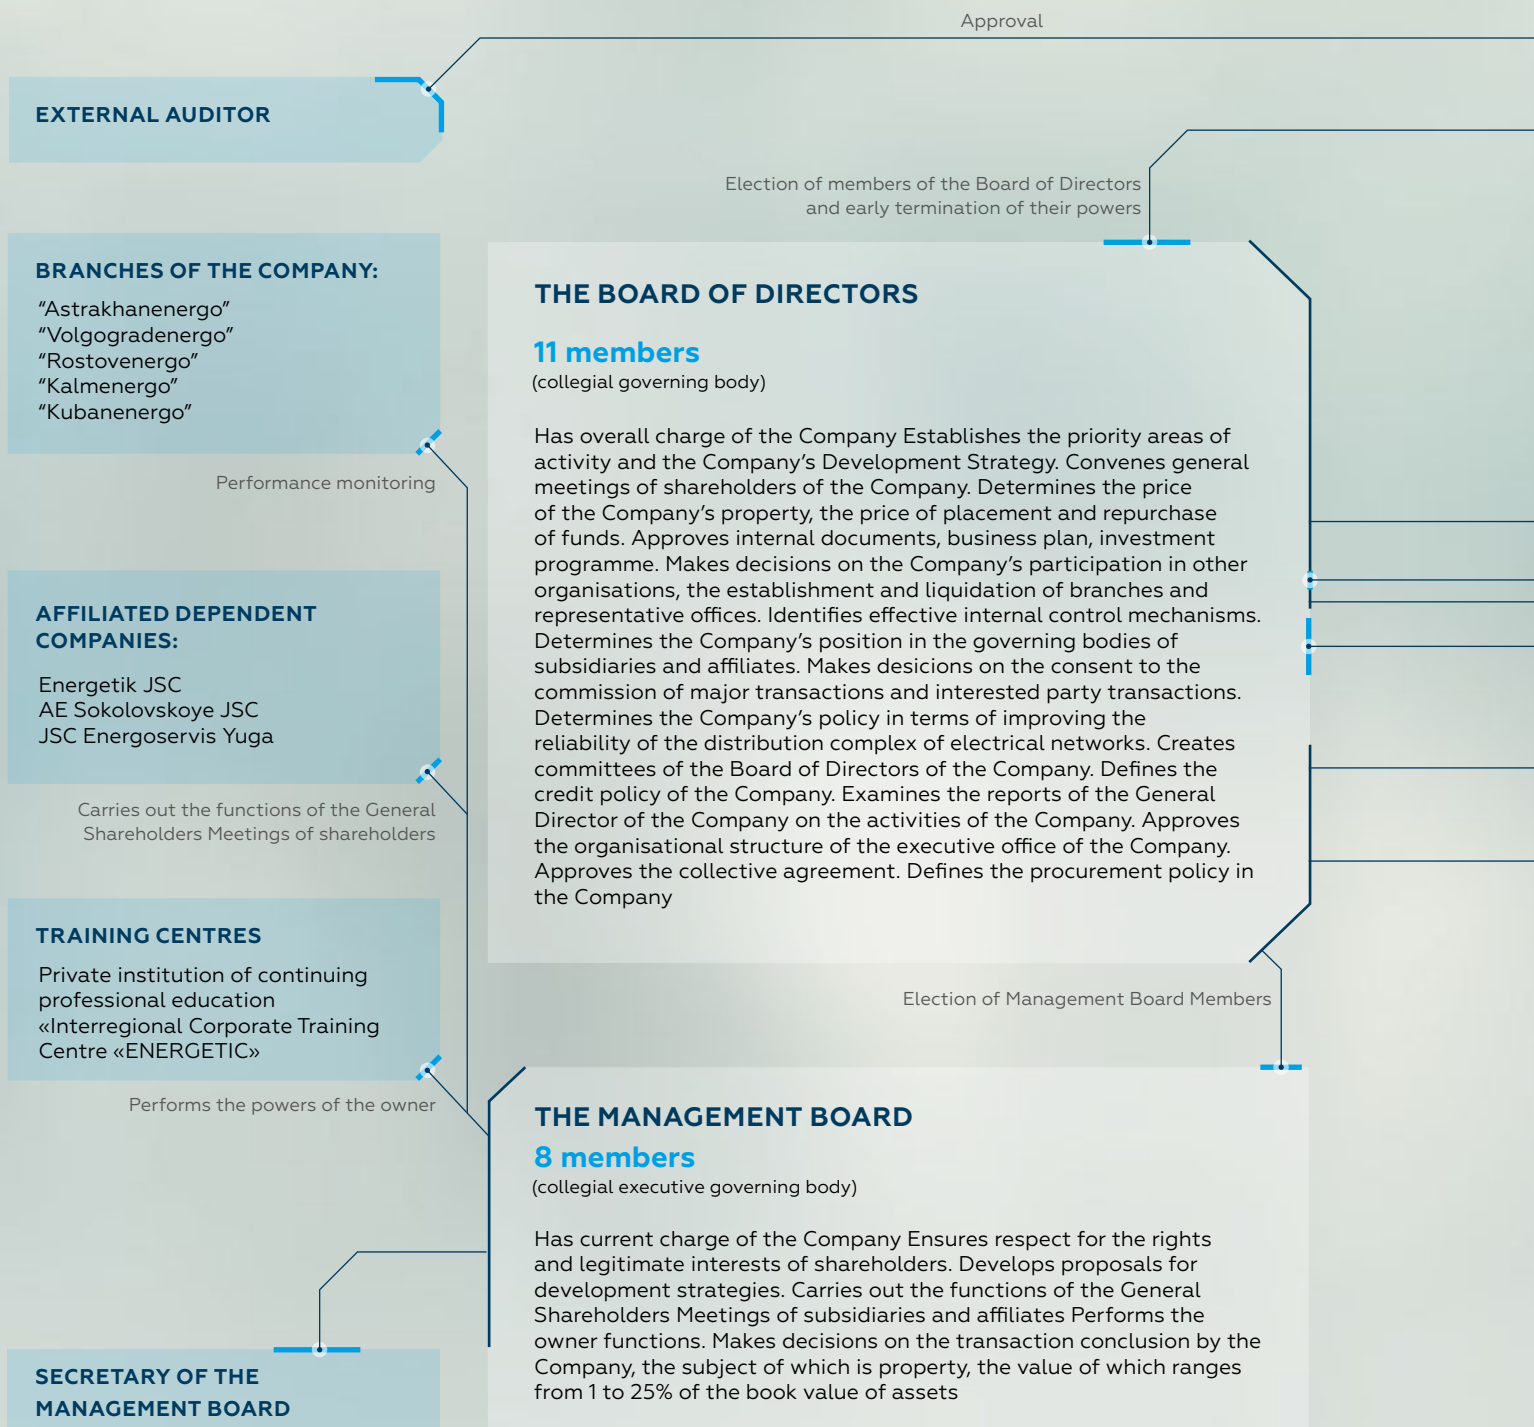 Approval
EXTERNAL AUDITOR
Election of members of the Board of Directors
and early termination of their powers
BRANCHES OF THE COMPANY:
“Astrakhanenergo”
“Volgogradenergo”
“Rostovenergo”
“Kalmenergo”
“Kubanenergo”
Performance monitoring
AFFILIATED DEPENDENT
COMPANIES:
Energetik JSC
AE Sokolovskoye JSC
JSC Energoservis Yuga
Carries out the functions of the General
Shareholders Meetings of shareholders
TRAINING CENTRES
Private institution of continuing
professional education
«Interregional Corporate Training
Centre «ENERGETIC»
Performs the powers of the owner
THE BOARD OF DIRECTORS
11 members
(collegial governing body)
Has overall charge of the Company Establishes the priority areas of
activity and the Company’s Development Strategy. Convenes general
meetings of shareholders of the Company. Determines the price
of the Company’s property, the price of placement and repurchase
of funds. Approves internal documents, business plan, investment
programme. Makes decisions on the Company’s participation in other
organisations, the establishment and liquidation of branches and
representative offices. Identifies effective internal control mechanisms.
Determines the Company’s position in the governing bodies of
subsidiaries and affiliates. Makes desicions on the consent to the
commission of major transactions and interested party transactions.
Determines the Company’s policy in terms of improving the
reliability of the distribution complex of electrical networks. Creates
committees of the Board of Directors of the Company. Defines the
credit policy of the Company. Examines the reports of the General
Director of the Company on the activities of the Company. Approves
the organisational structure of the executive office of the Company.
Approves the collective agreement. Defines the procurement policy in
the Company
Election of Management Board Members
THE MANAGEMENT BOARD
8 members
(collegial executive governing body)
Has current charge of the Company Ensures respect for the rights
and legitimate interests of shareholders. Develops proposals for
development strategies. Carries out the functions of the General
Shareholders Meetings of subsidiaries and affiliates Performs the
owner functions. Makes decisions on the transaction conclusion by the
Company, the subject of which is property, the value of which ranges
from 1 to 25% of the book value of assets
SECRETARY OF THE
MANAGEMENT BOARD